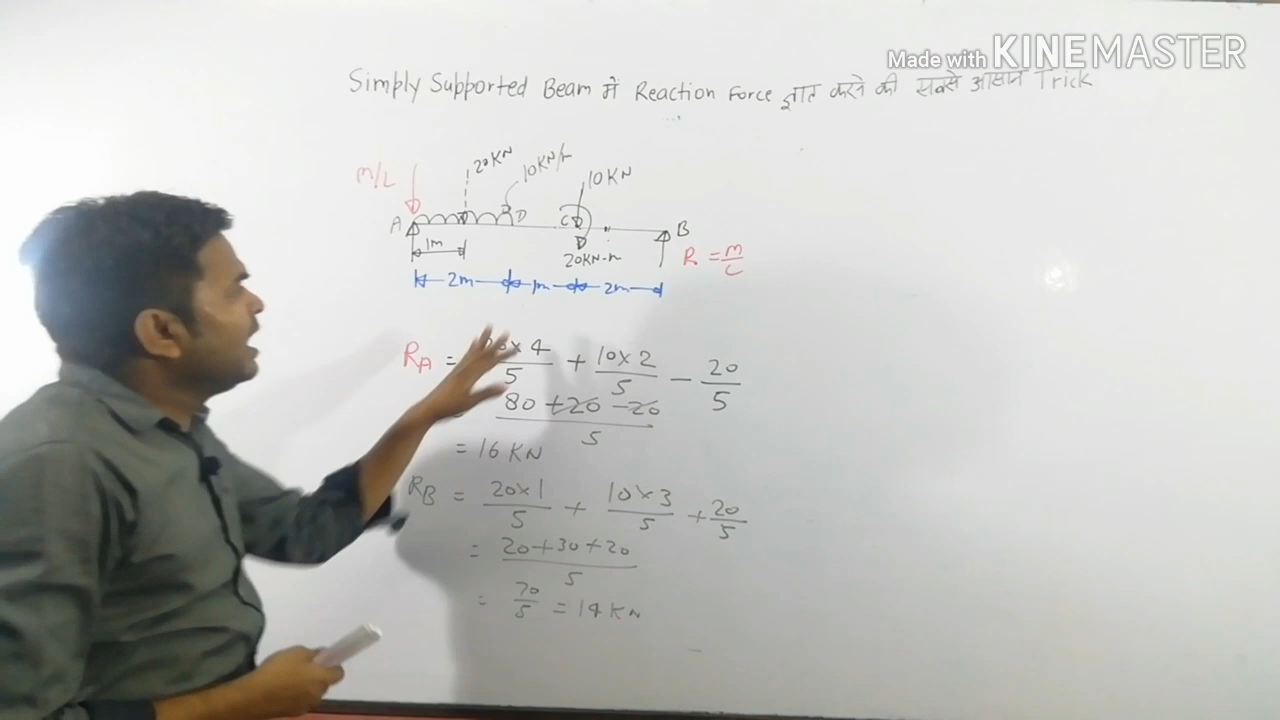 Made with KINEMASTER
Simply Supported Beam में Reaction Force ज्ञात करने की सबसे आसान Trick
M/L 20KN 10KN/m 10KN
A D C B
1m 20KN-m R = M/L
2m 1m 2m
RA = ×4/5 + 10×2/5 - 20/5
80 +20 -20/5
= 16 KN
RB = 20×1/5 + 10×3/5 + 20/5
= 20+30+20/5
= 70/5 = 14 KN